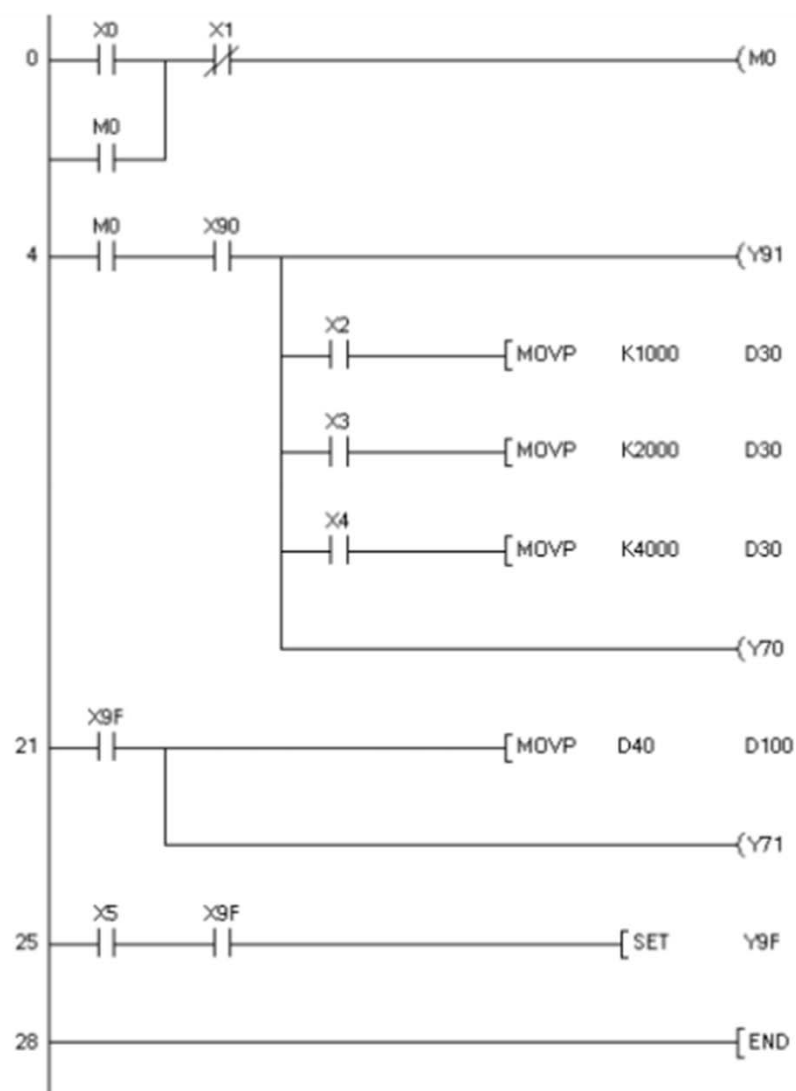 X0 X1
0 (M0
M0
M0 X90
4 (Y91
X2
[MOVP K1000 D30
X3
[MOVP K2000 D30
X4
[MOVP K4000 D30
(Y70
X9F
21 [MOVP D40 D100
(Y71
X5 X9F
25 [SET Y9F
28 [END